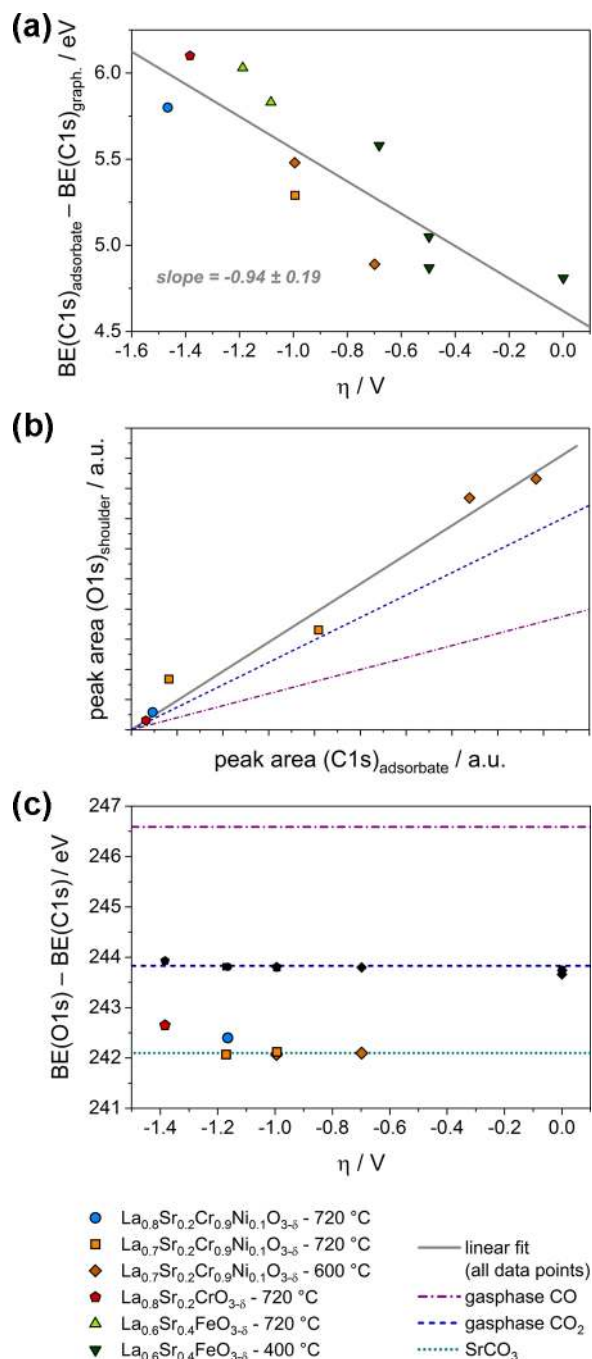 (a)
BE(C1s)adsorbate – BE(C1s)graph. / eV
6.0
5.5
5.0
4.5
slope = -0.94 ± 0.19
-1.6 -1.4 -1.2 -1.0 -0.8 -0.6 -0.4 -0.2 0.0
η / V
(b)
peak area (O1s)shoulder / a.u.
peak area (C1s)adsorbate / a.u.
(c)
BE(O1s) – BE(C1s)/ eV
247
246
245
244
243
242
241
-1.4 -1.2 -1.0 -0.8 -0.6 -0.4 -0.2 0.0
η / V
La0.8Sr0.2Cr0.9Ni0.1O3-δ - 720 °C
La0.7Sr0.2Cr0.9Ni0.1O3-δ - 720 °C
La0.7Sr0.2Cr0.9Ni0.1O3-δ - 600 °C
La0.8Sr0.2CrO3-δ - 720 °C
La0.6Sr0.4FeO3-δ - 720 °C
La0.6Sr0.4FeO3-δ - 400 °C
linear fit
(all data points)
gasphase CO
gasphase CO2
SrCO3